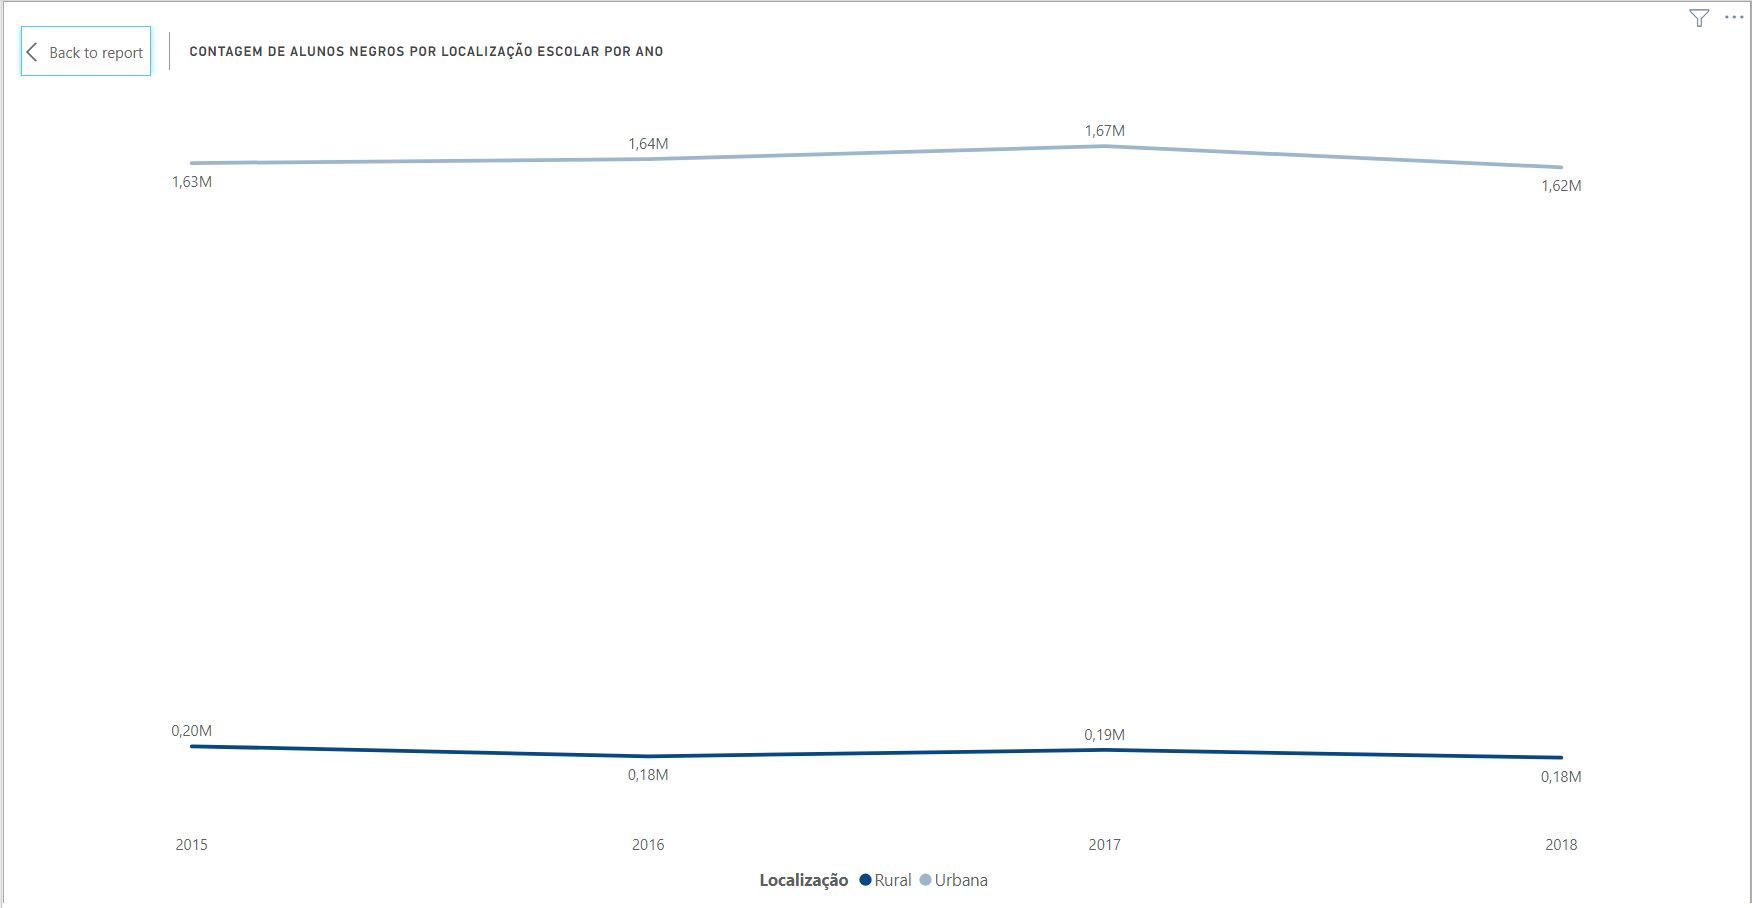 Back to report
CONTAGEM DE ALUNOS NEGROS POR LOCALIZAÇÃO ESCOLAR POR ANO
1,67M
1,64M
1,63M
1,62M
0,20M
0,19M
0,18M
0,18M
2015 2016 2017 2018
Localização Rural Urbana